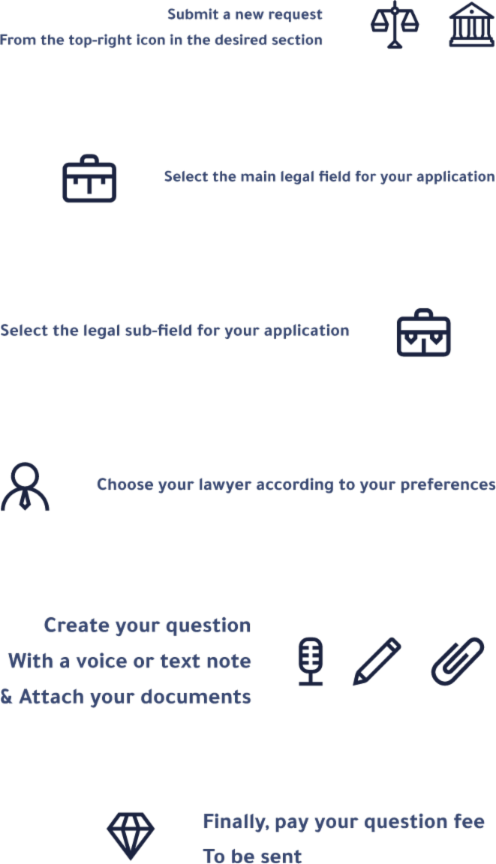 Submit a new request
From the top-right icon in the desired section
Select the main legal field for your application
Select the legal sub-field for your application
Choose your lawyer according to your preferences
Create your question
With a voice or text note
& Attach your documents
Finally, pay your question fee
To be sent